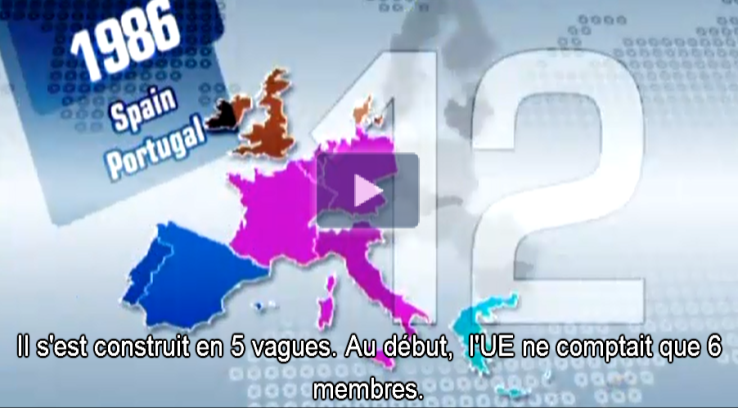 1986
Spain
Portugal
12
Il s'est construit en 5 vagues. Au début, l'UE ne comptait que 6
membres.